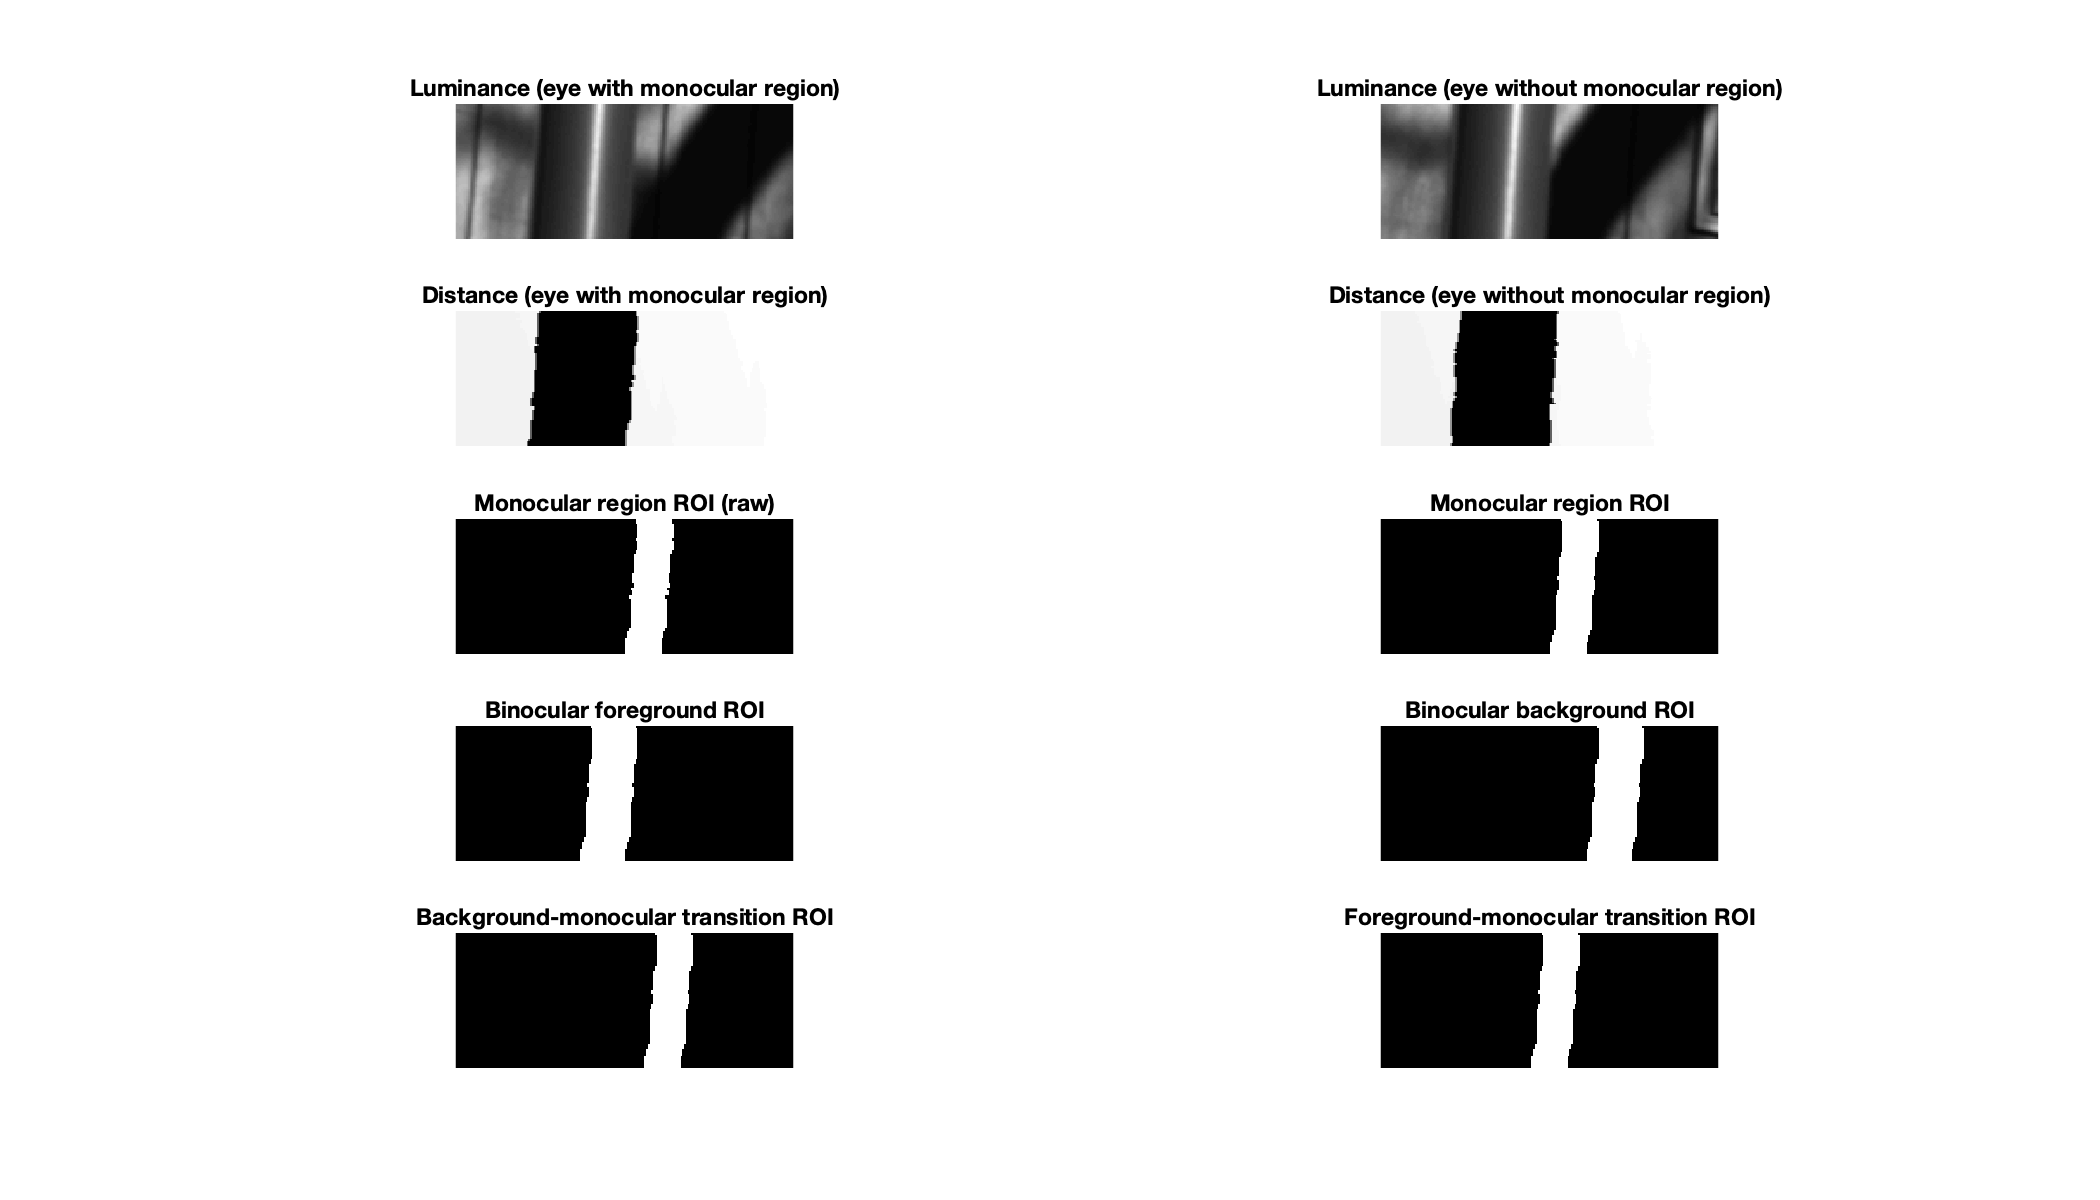 Luminance (eye with monocular region)
Luminance (eye without monocular region)
Distance (eye with monocular region)
Distance (eye without monocular region)
Monocular region ROI (raw)
Monocular region ROI
Binocular foreground ROI
Binocular background ROI
Background-monocular transition ROI
Foreground-monocular transition ROI